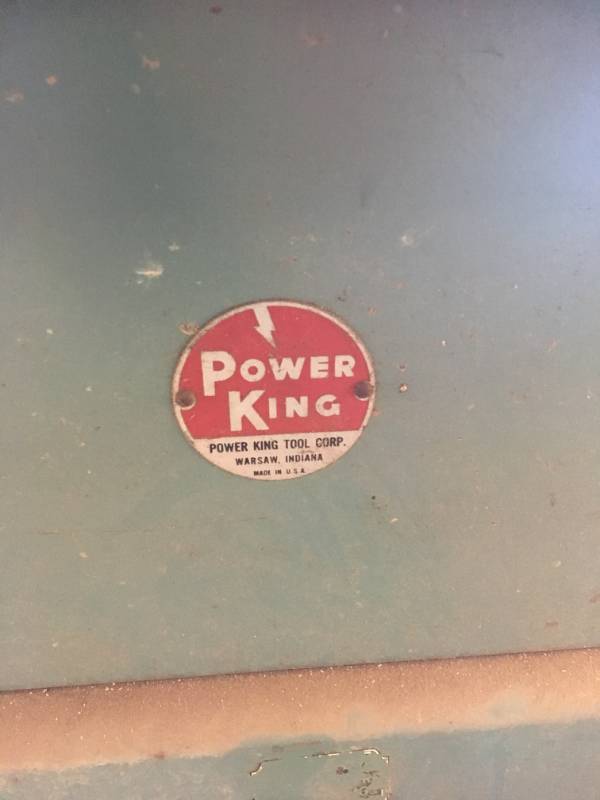 POWER
KING
POWER KING TOOL CORP.
WARSAW, INDIANA
MADE IN U.S.A.